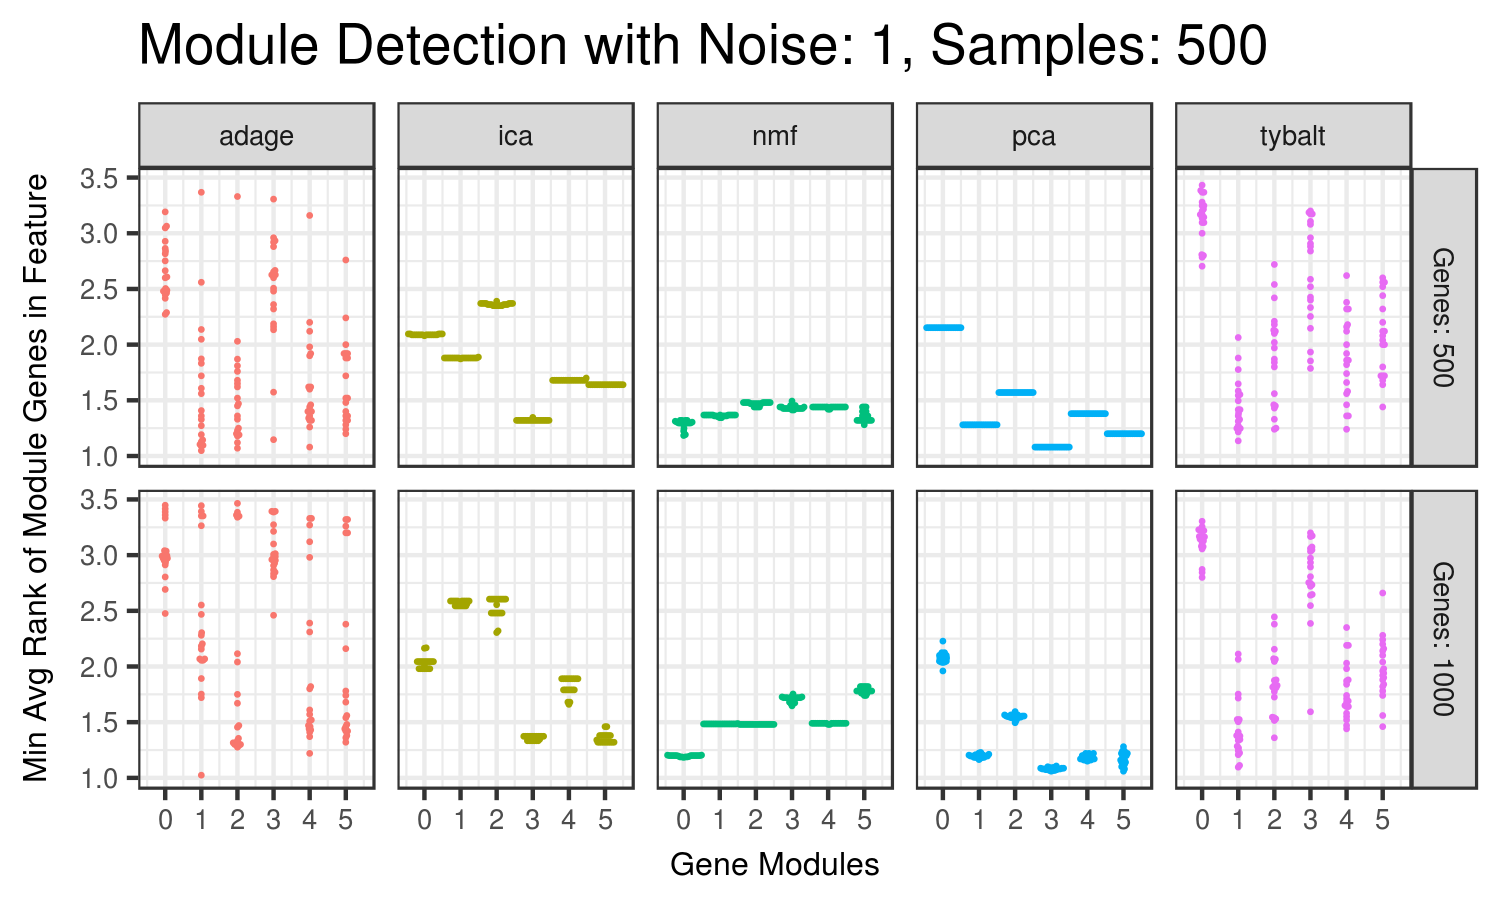 Module Detection with Noise: 1, Samples: 500
adage ica nmf pca tybalt
Min Avg Rank of Module Genes in Feature
3.5
3.0
2.5
2.0
1.5
1.0
Genes: 500
3.5
3.0
2.5
2.0
1.5
1.0
Genes: 1000
0 1 2 3 4 5 0 1 2 3 4 5 0 1 2 3 4 5 0 1 2 3 4 5 0 1 2 3 4 5
Gene Modules